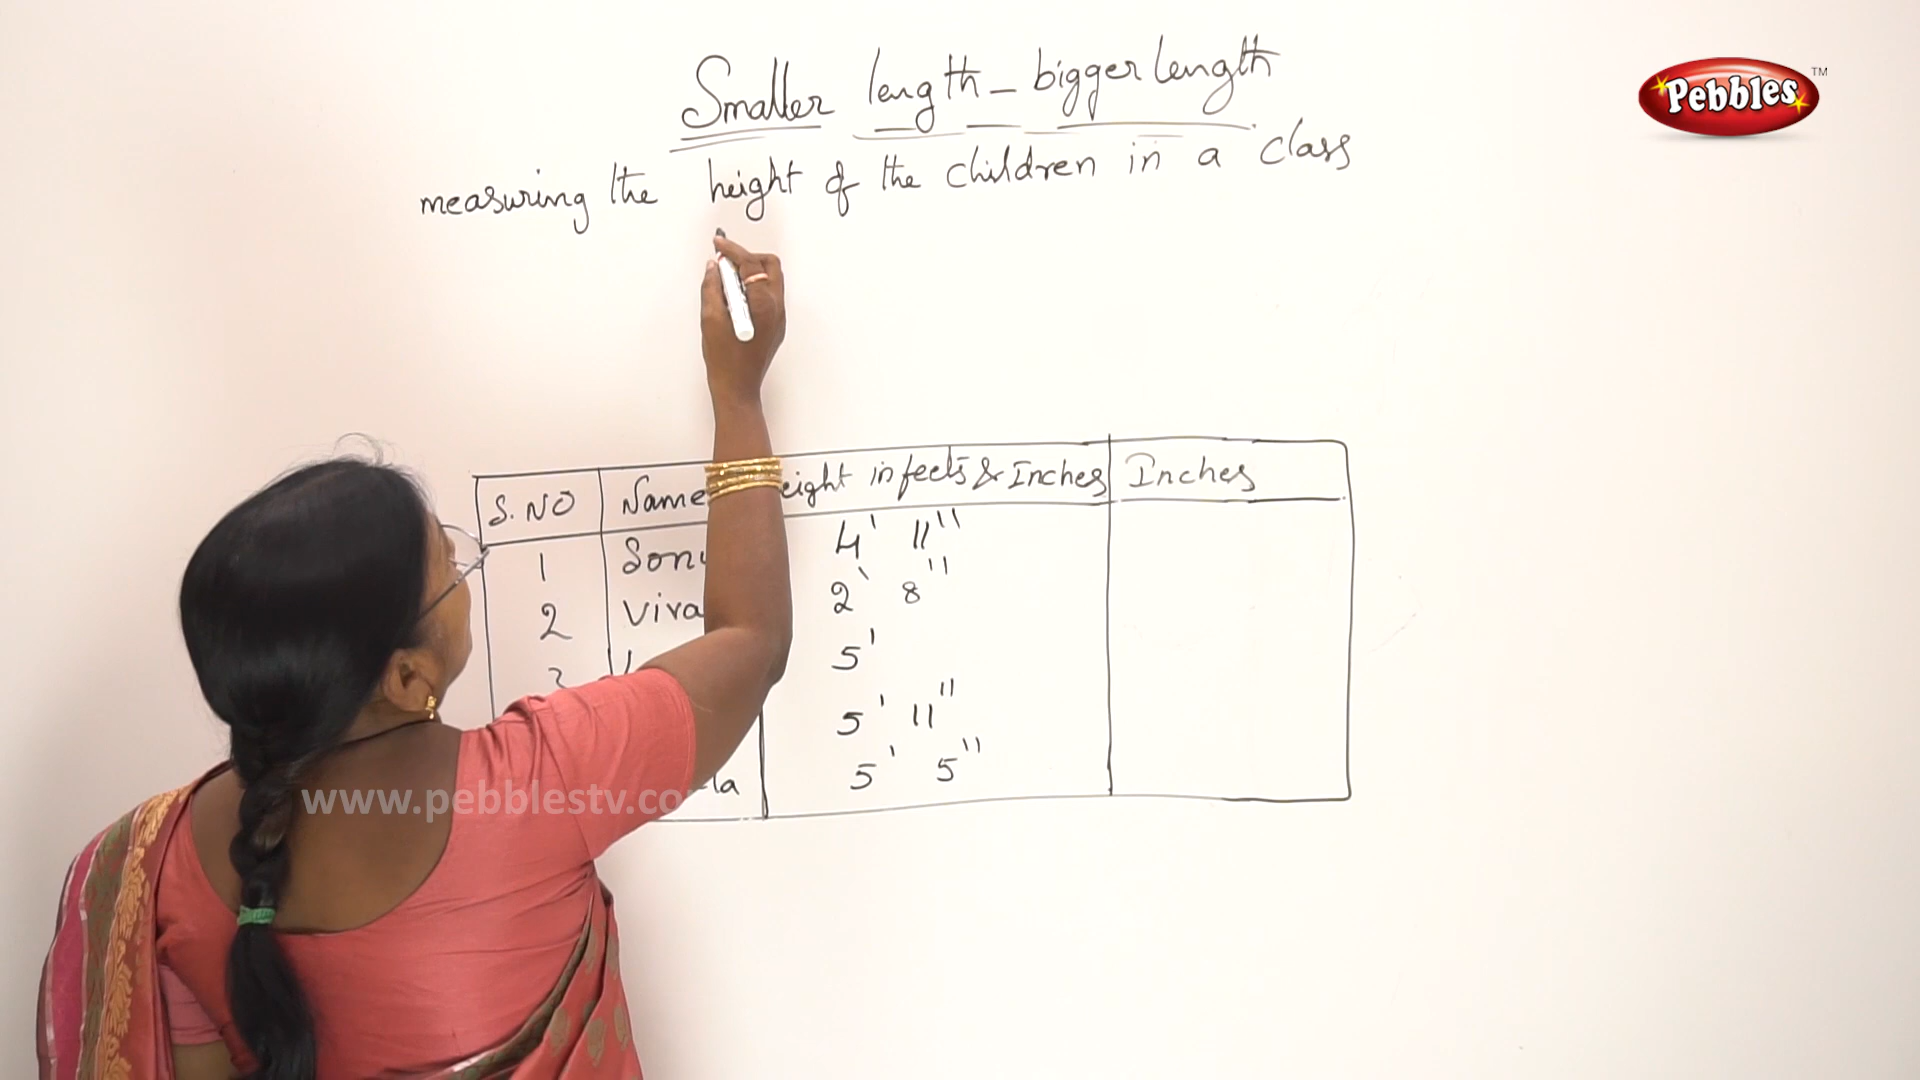 Smaller length - bigger length
Pebbles TM
measuring the height of the children in a class
S.NO Name in feets & Inches Inches
1 4' 11"
2 2' 8"
5'
5' 11"
5' 5"
www.pebblestv.co